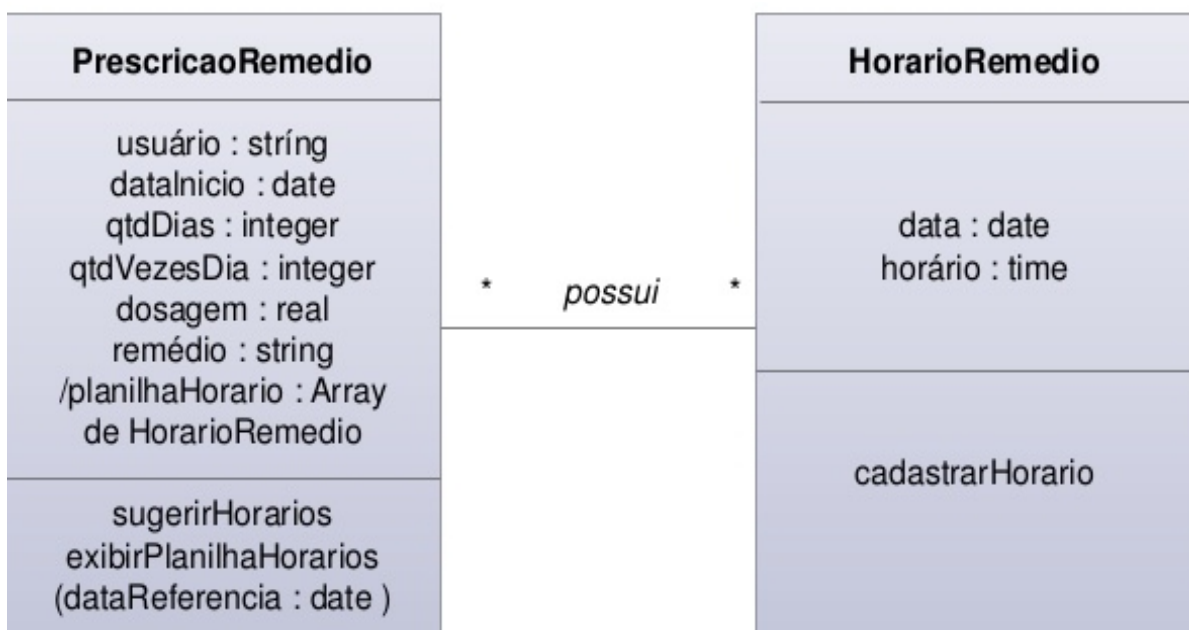 PrescricaoRemedio
usuário : stríng
dataInicio : date
qtdDias : integer
qtdVezesDia : integer
dosagem : real
remédio : string
/planilhaHorario : Array
de HorarioRemedio
sugerirHorarios
exibirPlanilhaHorarios
(dataReferencia : date )
* possui *
HorarioRemedio
data : date
horário : time
cadastrarHorario